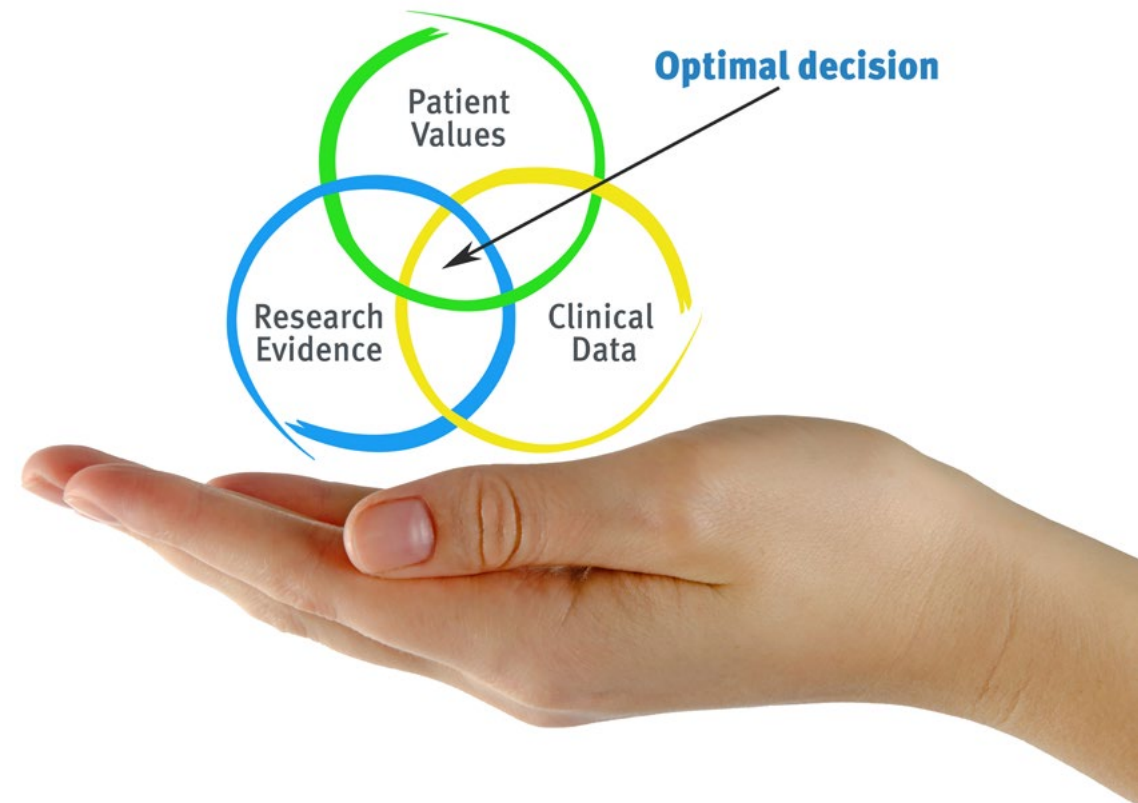 Optimal decision
Patient
Values
Research
Evidence
Clinical
Data